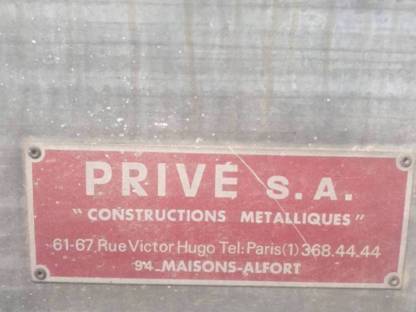 PRIVÉ S.A.
"CONSTRUCTIONS METALLIQUES"
61-67, Rue Victor Hugo Tel: Paris (1) 368.44.44
94_MAISONS-ALFORT